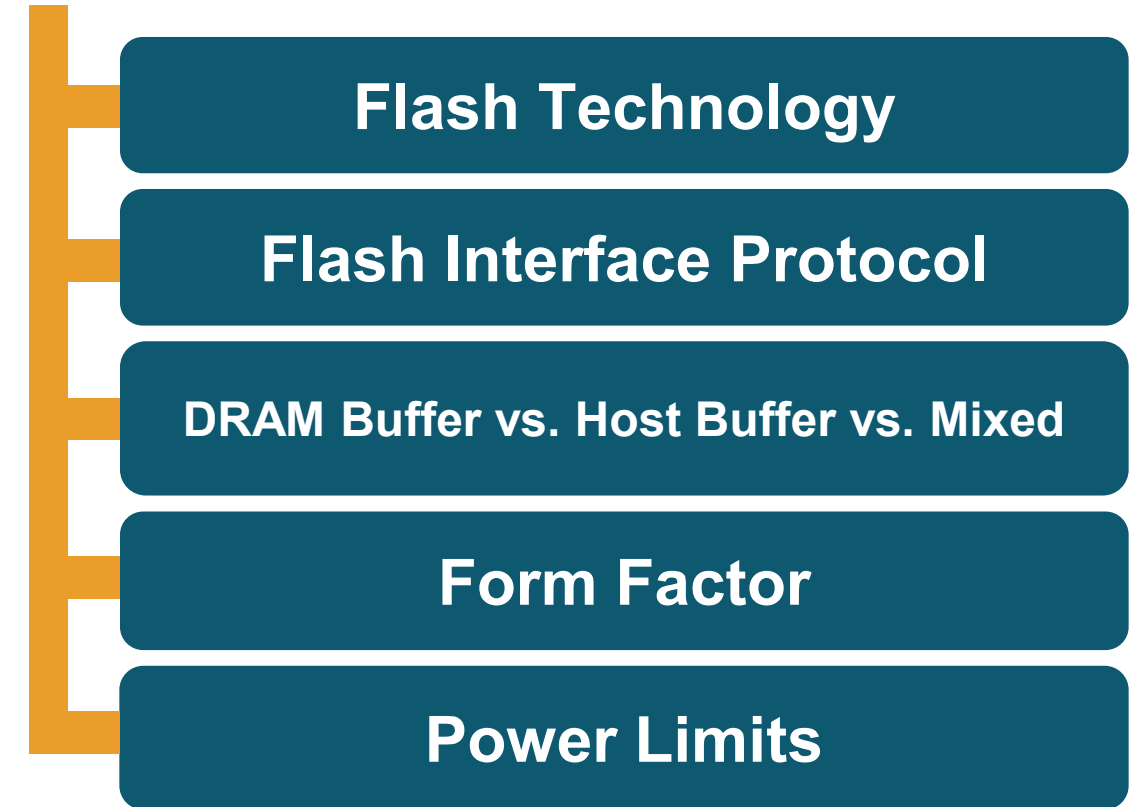 Flash Technology
Flash Interface Protocol
DRAM Buffer vs. Host Buffer vs. Mixed
Form Factor
Power Limits